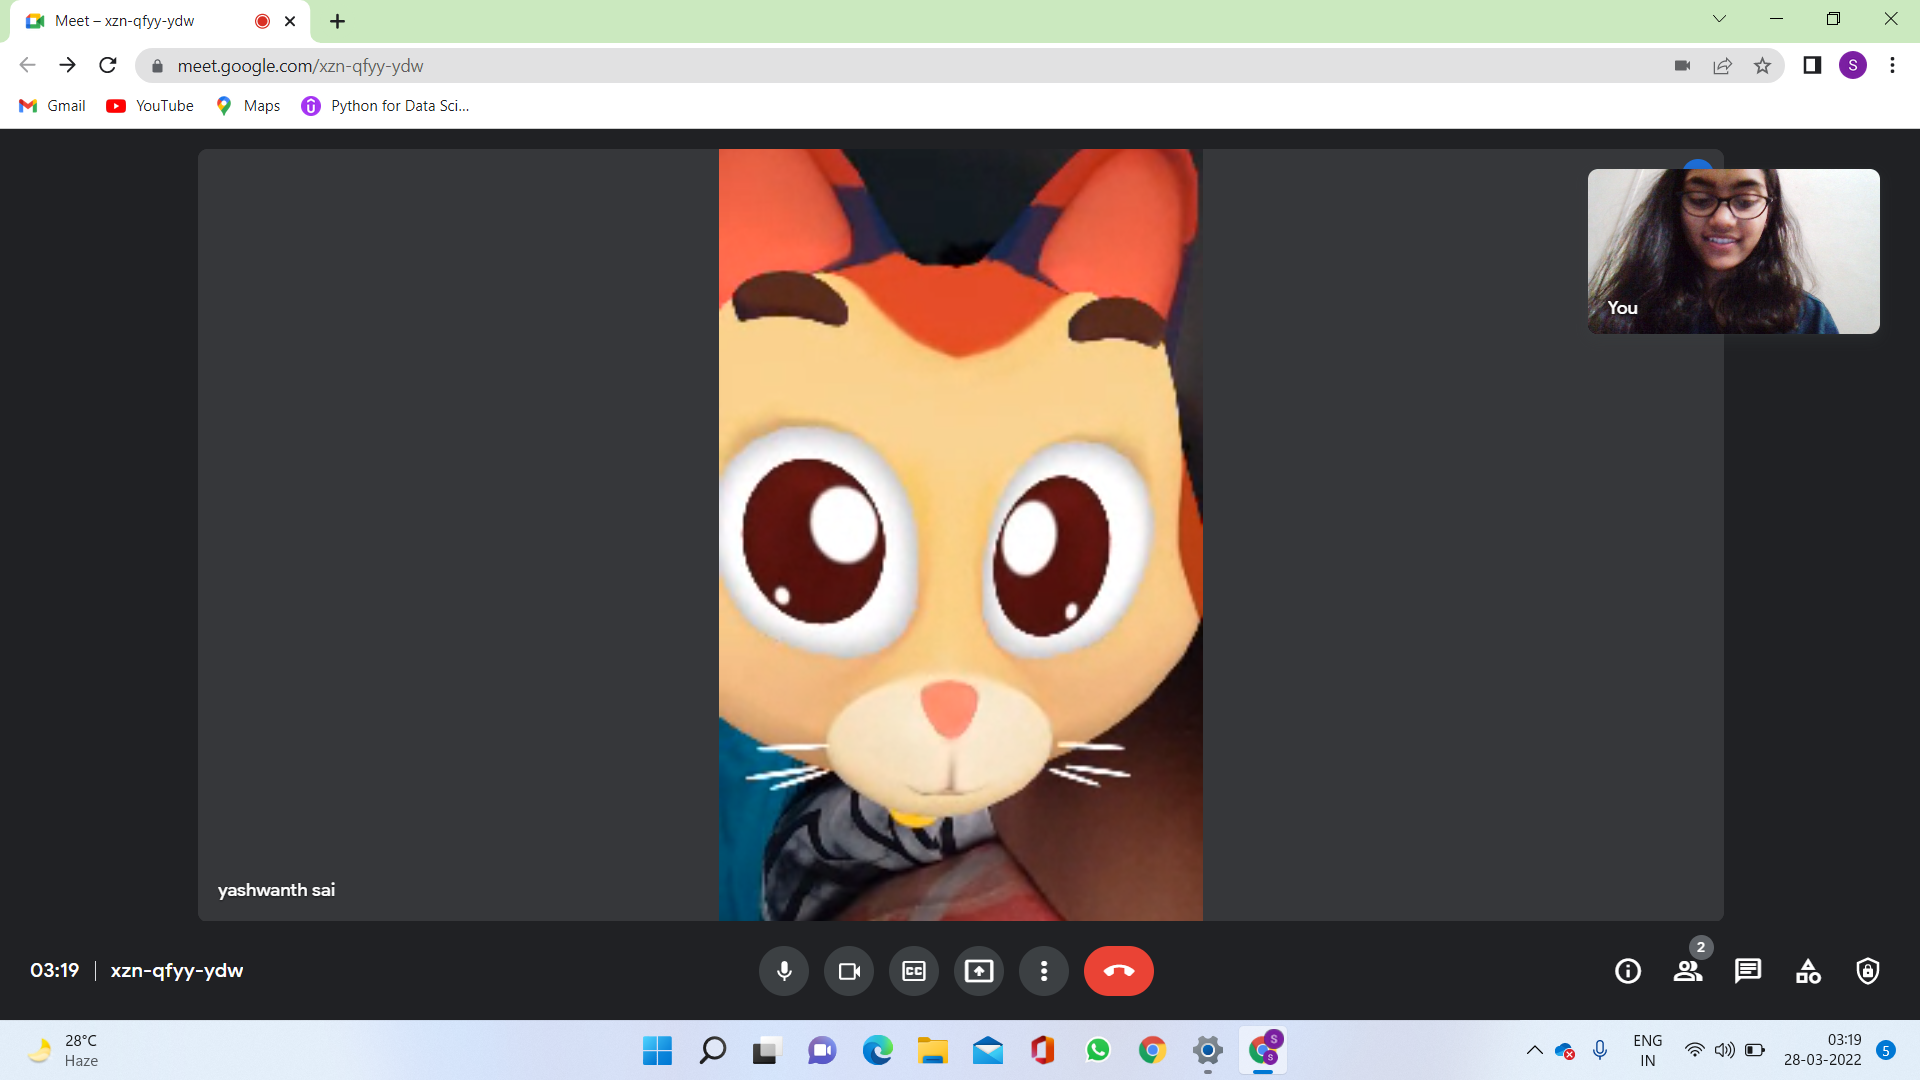 Meet – xzn-qfyy-ydw
meet.google.com/xzn-qfyy-ydw
S
Gmail
YouTube
Maps
Python for Data Sci...
You
yashwanth sai
03:19 | xzn-qfyy-ydw
CC
2
28°C
Haze
S
S
ENG
IN
03:19
28-03-2022
5